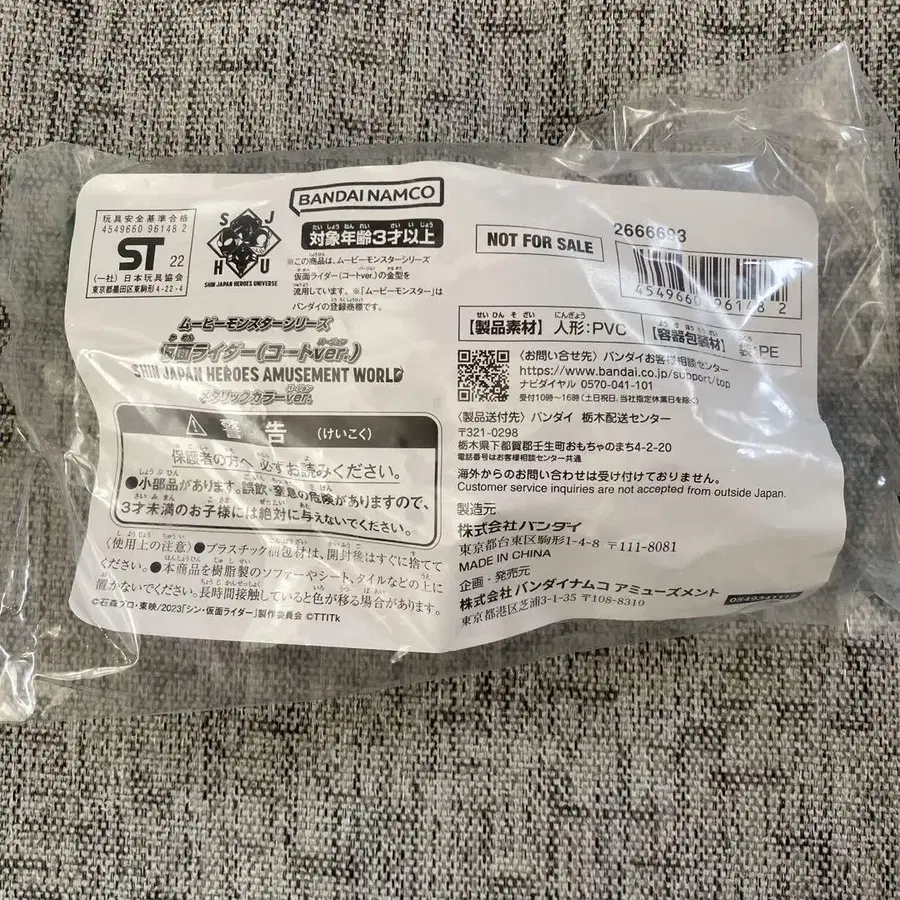 玩具安全基準合格
4549660 96148 2
ST 22
(一社)日本玩具協会
東京都墨田区東駒形4-22-4
S J
H U
SHIN JAPAN HEROES UNIVERSE
BANDAI NAMCO
対象年齢3才以上
※この商品は、ムービーモンスターシリーズ
仮面ライダー(コートver.)の金型を
流用しています。※「ムービーモンスター」は
バンダイの登録商標です。
ムービーモンスターシリーズ
仮面ライダー(コートver.)
SHIN JAPAN HEROES AMUSEMENT WORLD
メタリックカラーver.
警告 (けいこく)
保護者の方へ 必ずお読みください。
●小部品があります。誤飲・窒息の危険がありますので、
3才未満のお子様には絶対に与えないでください。
〈使用上の注意〉●プラスチック梱包材は、開封後はすぐに捨てて
ください。●本商品を樹脂製のソファーやシート、タイルなどの上に
置かないでください。長時間接触していると色が移る場合があります。
©石森プロ・東映/2023「シン・仮面ライダー」製作委員会 ©TTITk
NOT FOR SALE
2666693
4549660 96148 2
【製品素材】人形:PVC 【容器包装材】袋:PE
〈お問い合せ先〉バンダイお客様相談センター
https://www.bandai.co.jp/support/top
ナビダイヤル 0570-041-101
受付10時〜16時(土日祝日、当社指定休業日を除く)
〈製品送付先〉バンダイ 栃木配送センター
〒321-0298
栃木県下都賀郡壬生町おもちゃのまち4-2-20
電話番号はお客様相談センター共通
海外からのお問い合わせは受け付けておりません。
Customer service inquiries are not accepted from outside Japan.
製造元
株式会社バンダイ
東京都台東区駒形1-4-8 〒111-8081
MADE IN CHINA
企画・発売元
株式会社バンダイナムコ アミューズメント
東京都港区芝浦3-1-35 〒108-8310